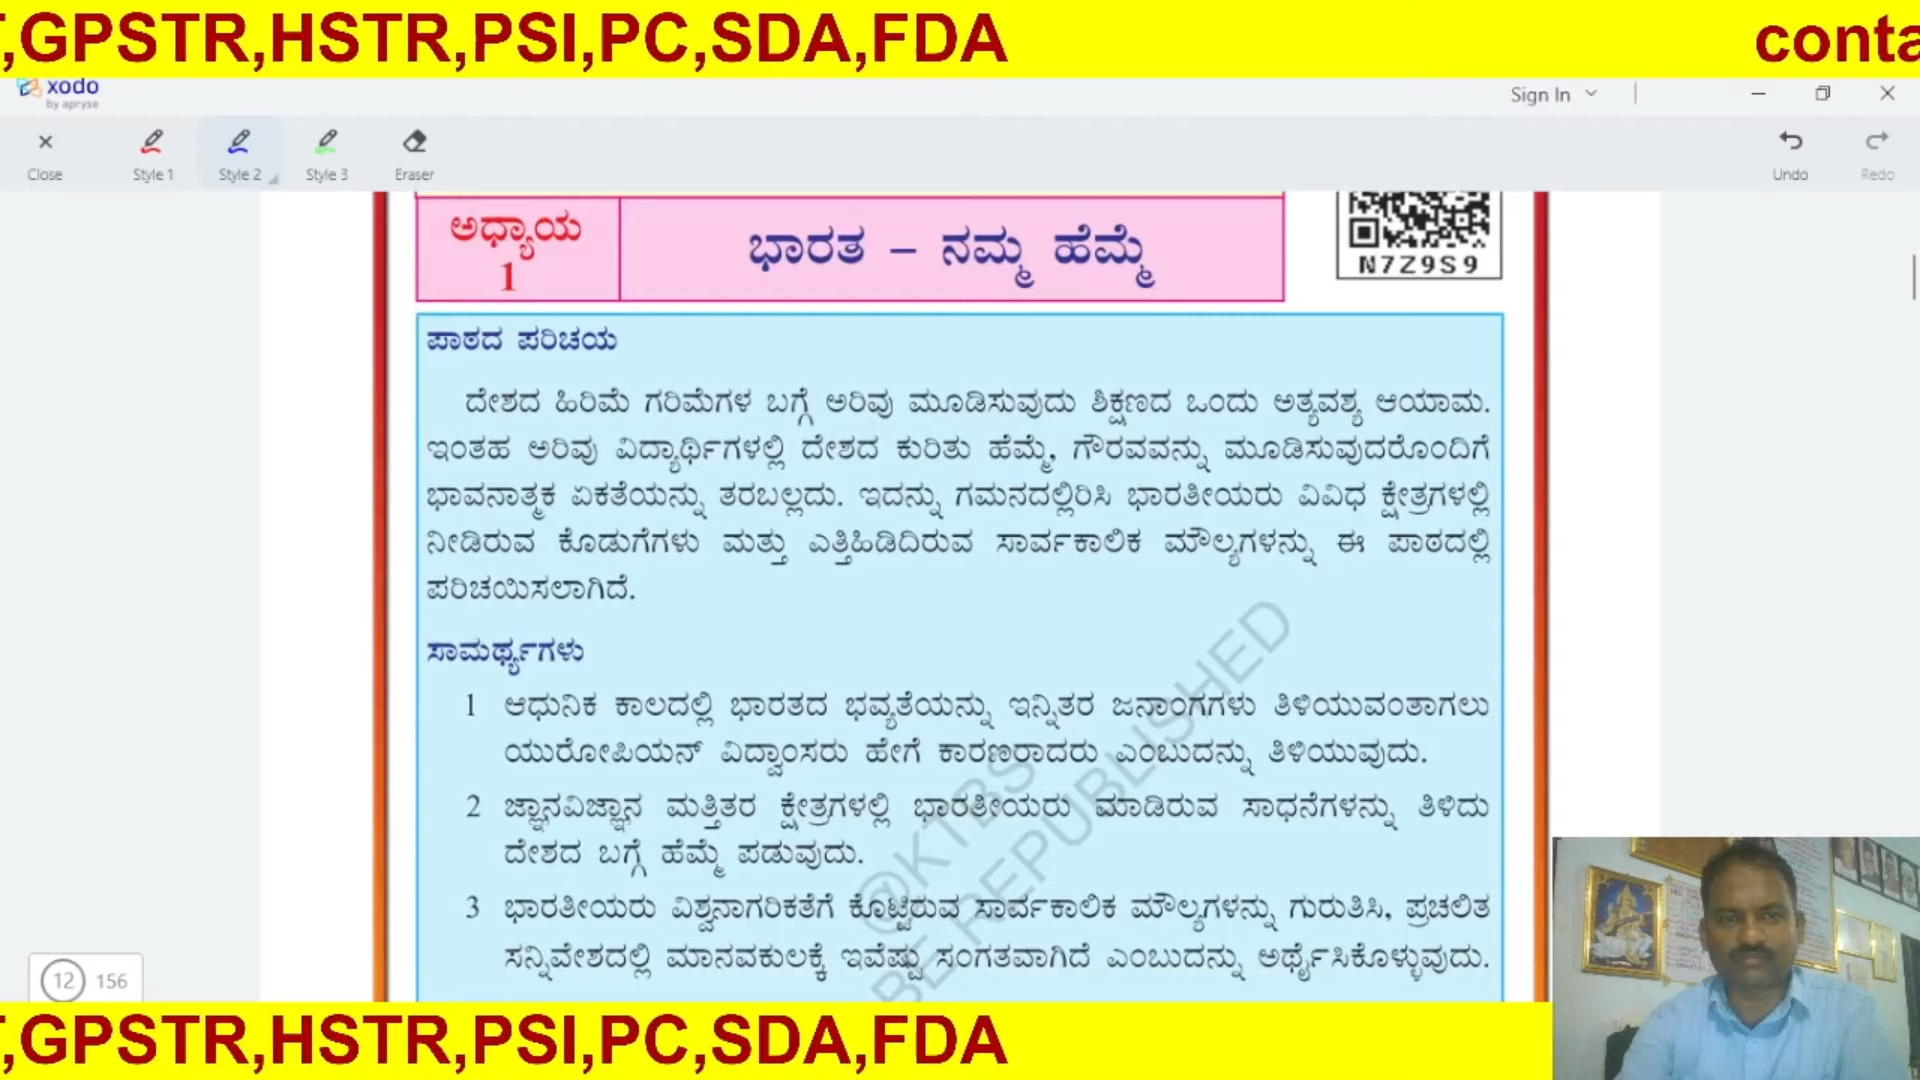 ,GPSTR,HSTR,PSI,PC,SDA,FDA
conta
xodo
by apryse
Sign In
Close
Style 1
Style 2
Style 3
Eraser
Undo
Redo
ಅಧ್ಯಾಯ
1
ಭಾರತ – ನಮ್ಮ ಹೆಮ್ಮೆ
N7Z9S9
ಪಾಠದ ಪರಿಚಯ
ದೇಶದ ಹಿರಿಮೆ ಗರಿಮೆಗಳ ಬಗ್ಗೆ ಅರಿವು ಮೂಡಿಸುವುದು ಶಿಕ್ಷಣದ ಒಂದು ಅತ್ಯವಶ್ಯ ಆಯಾಮ.
ಇಂತಹ ಅರಿವು ವಿದ್ಯಾರ್ಥಿಗಳಲ್ಲಿ ದೇಶದ ಕುರಿತು ಹೆಮ್ಮೆ, ಗೌರವವನ್ನು ಮೂಡಿಸುವುದರೊಂದಿಗೆ
ಭಾವನಾತ್ಮಕ ಏಕತೆಯನ್ನು ತರಬಲ್ಲದು. ಇದನ್ನು ಗಮನದಲ್ಲಿರಿಸಿ ಭಾರತೀಯರು ವಿವಿಧ ಕ್ಷೇತ್ರಗಳಲ್ಲಿ
ನೀಡಿರುವ ಕೊಡುಗೆಗಳು ಮತ್ತು ಎತ್ತಿಹಿಡಿದಿರುವ ಸಾರ್ವಕಾಲಿಕ ಮೌಲ್ಯಗಳನ್ನು ಈ ಪಾಠದಲ್ಲಿ
ಪರಿಚಯಿಸಲಾಗಿದೆ.
ಸಾಮರ್ಥ್ಯಗಳು
1 ಆಧುನಿಕ ಕಾಲದಲ್ಲಿ ಭಾರತದ ಭವ್ಯತೆಯನ್ನು ಇನ್ನಿತರ ಜನಾಂಗಗಳು ತಿಳಿಯುವಂತಾಗಲು
ಯುರೋಪಿಯನ್ ವಿದ್ವಾಂಸರು ಹೇಗೆ ಕಾರಣರಾದರು ಎಂಬುದನ್ನು ತಿಳಿಯುವುದು.
2 ಜ್ಞಾನವಿಜ್ಞಾನ ಮತ್ತಿತರ ಕ್ಷೇತ್ರಗಳಲ್ಲಿ ಭಾರತೀಯರು ಮಾಡಿರುವ ಸಾಧನೆಗಳನ್ನು ತಿಳಿದು
ದೇಶದ ಬಗ್ಗೆ ಹೆಮ್ಮೆ ಪಡುವುದು.
3 ಭಾರತೀಯರು ವಿಶ್ವನಾಗರಿಕತೆಗೆ ಕೊಟ್ಟಿರುವ ಸಾರ್ವಕಾಲಿಕ ಮೌಲ್ಯಗಳನ್ನು ಗುರುತಿಸಿ, ಪ್ರಚಲಿತ
ಸನ್ನಿವೇಶದಲ್ಲಿ ಮಾನವಕುಲಕ್ಕೆ ಇವೆಷ್ಟು ಸಂಗತವಾಗಿದೆ ಎಂಬುದನ್ನು ಅರ್ಥೈಸಿಕೊಳ್ಳುವುದು.
@KTBS
BE REPUBLISHED
12 156
,GPSTR,HSTR,PSI,PC,SDA,FDA